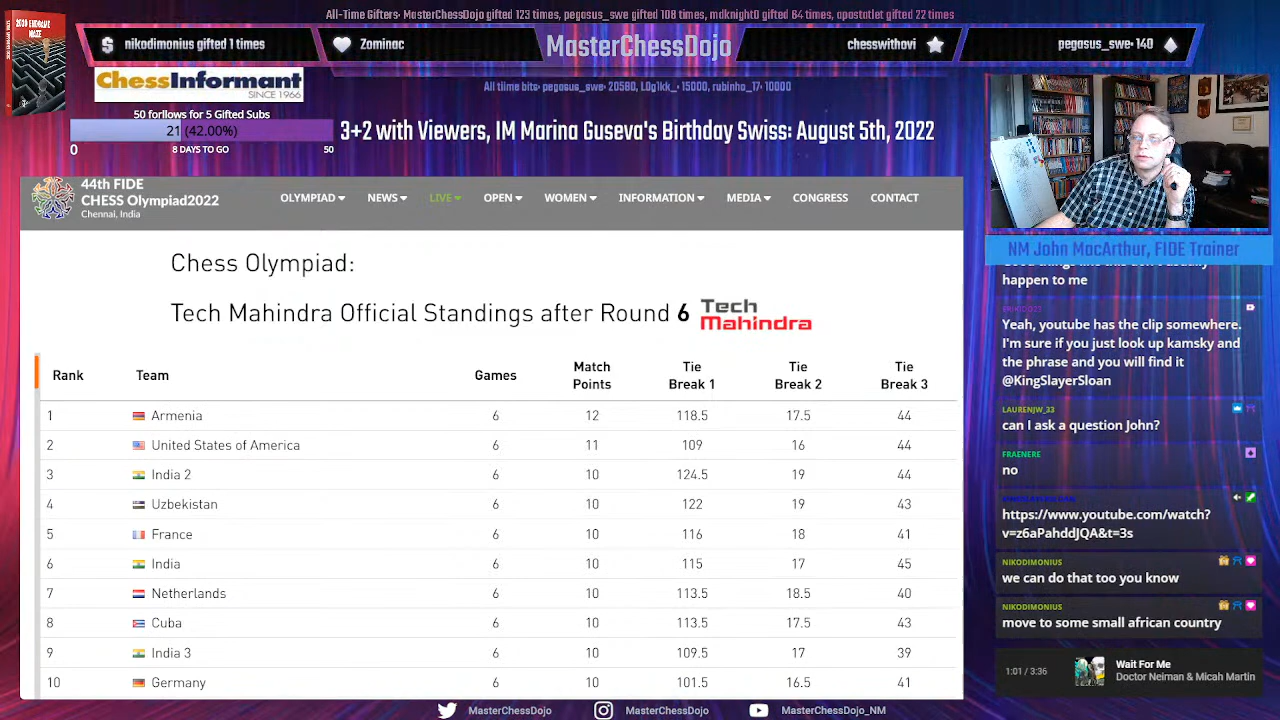 All-Time Gifters: MasterChessDojo gifted 123 times, pegasus_swe gifted 108 times, mdknight0 gifted 64 times, apostatlet gifted 22 times
nikodimonius gifted 1 times
Zominac
MasterChessDojo
chesswithovi
pegasus_swe: 140
All tiime bits: pegasus_swe: 20580, L0g1kk_: 15000, rubinho_17: 10000
ChessInformant
SINCE 1966
50 forllows for 5 Gifted Subs
21 (42.00%)
0
8 DAYS TO GO
50
3+2 with Viewers, IM Marina Guseva's Birthday Swiss: August 5th, 2022
44th FIDE
CHESS Olympiad2022
Chennai, India
OLYMPIAD NEWS LIVE OPEN WOMEN INFORMATION MEDIA CONGRESS CONTACT
Chess Olympiad:
Tech Mahindra Official Standings after Round 6
Tech
Mahindra
Rank Team Games Match Points Tie Break 1 Tie Break 2 Tie Break 3
1 Armenia 6 12 118.5 17.5 44
2 United States of America 6 11 109 16 44
3 India 2 6 10 124.5 19 44
4 Uzbekistan 6 10 122 19 43
5 France 6 10 116 18 41
6 India 6 10 115 17 45
7 Netherlands 6 10 113.5 18.5 40
8 Cuba 6 10 113.5 17.5 43
9 India 3 6 10 109.5 17 39
10 Germany 6 10 101.5 16.5 41
NM John MacArthur, FIDE Trainer
happen to me
Yeah, youtube has the clip somewhere.
I'm sure if you just look up kamsky and
the phrase and you will find it
@KingSlayerSloan
LAURENJW_33
can I ask a question John?
FRAENERE
no
https://www.youtube.com/watch?
v=z6aPahddJQA&t=3s
NIKODIMONIUS
we can do that too you know
NIKODIMONIUS
move to some small african country
1:01 / 3:36
Wait For Me
Doctor Neiman & Micah Martin
MasterChessDojo
MasterChessDojo
MasterChessDojo_NM